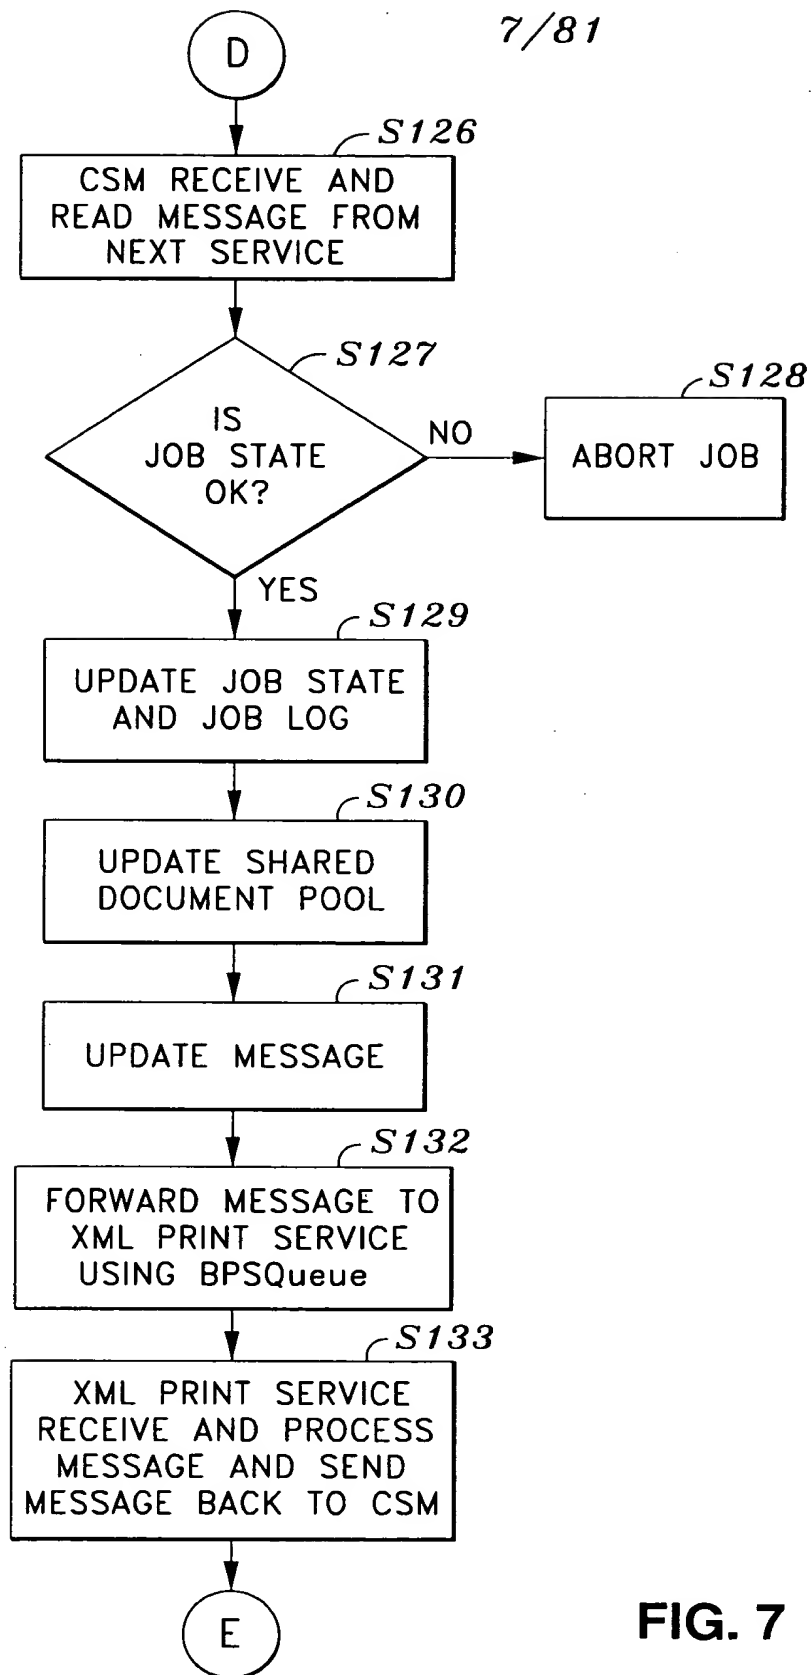 7/81
D
S126
CSM RECEIVE AND
READ MESSAGE FROM
NEXT SERVICE
S127
IS
JOB STATE
OK?
NO
S128
ABORT JOB
YES
S129
UPDATE JOB STATE
AND JOB LOG
S130
UPDATE SHARED
DOCUMENT POOL
S131
UPDATE MESSAGE
S132
FORWARD MESSAGE TO
XML PRINT SERVICE
USING BPSQueue
S133
XML PRINT SERVICE
RECEIVE AND PROCESS
MESSAGE AND SEND
MESSAGE BACK TO CSM
E
FIG. 7